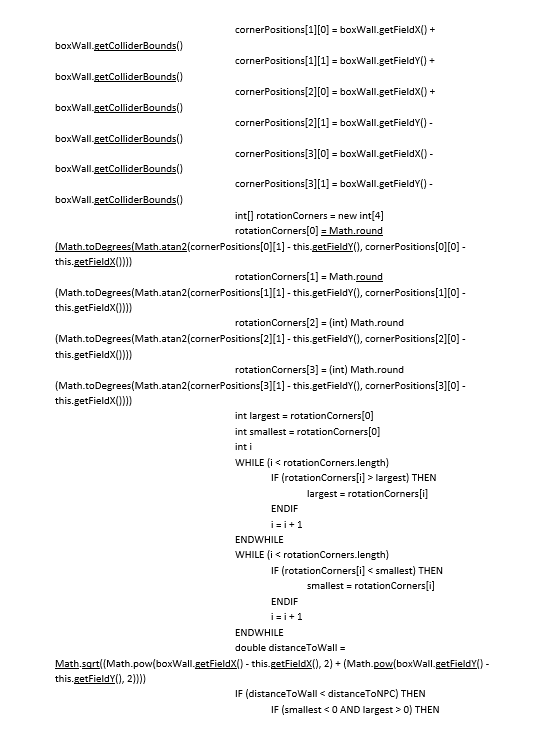 cornerPositions[1][0] = boxWall.getFieldX() +
boxWall.getColliderBounds()
cornerPositions[1][1] = boxWall.getFieldY() +
boxWall.getColliderBounds()
cornerPositions[2][0] = boxWall.getFieldX() +
boxWall.getColliderBounds()
cornerPositions[2][1] = boxWall.getFieldY() -
boxWall.getColliderBounds()
cornerPositions[3][0] = boxWall.getFieldX() -
boxWall.getColliderBounds()
cornerPositions[3][1] = boxWall.getFieldY() -
boxWall.getColliderBounds()
int[] rotationCorners = new int[4]
rotationCorners[0] = Math.round
(Math.toDegrees(Math.atan2(cornerPositions[0][1] - this.getFieldY(), cornerPositions[0][0] -
this.getFieldX())))
rotationCorners[1] = Math.round
(Math.toDegrees(Math.atan2(cornerPositions[1][1] - this.getFieldY(), cornerPositions[1][0] -
this.getFieldX())))
rotationCorners[2] = (int) Math.round
(Math.toDegrees(Math.atan2(cornerPositions[2][1] - this.getFieldY(), cornerPositions[2][0] -
this.getFieldX())))
rotationCorners[3] = (int) Math.round
(Math.toDegrees(Math.atan2(cornerPositions[3][1] - this.getFieldY(), cornerPositions[3][0] -
this.getFieldX())))
int largest = rotationCorners[0]
int smallest = rotationCorners[0]
int i
WHILE (i < rotationCorners.length)
IF (rotationCorners[i] > largest) THEN
largest = rotationCorners[i]
ENDIF
i = i + 1
ENDWHILE
WHILE (i < rotationCorners.length)
IF (rotationCorners[i] < smallest) THEN
smallest = rotationCorners[i]
ENDIF
i = i + 1
ENDWHILE
double distanceToWall =
Math.sqrt((Math.pow(boxWall.getFieldX() - this.getFieldX(), 2) + (Math.pow(boxWall.getFieldY() -
this.getFieldY(), 2))))
IF (distanceToWall < distanceToNPC) THEN
IF (smallest < 0 AND largest > 0) THEN